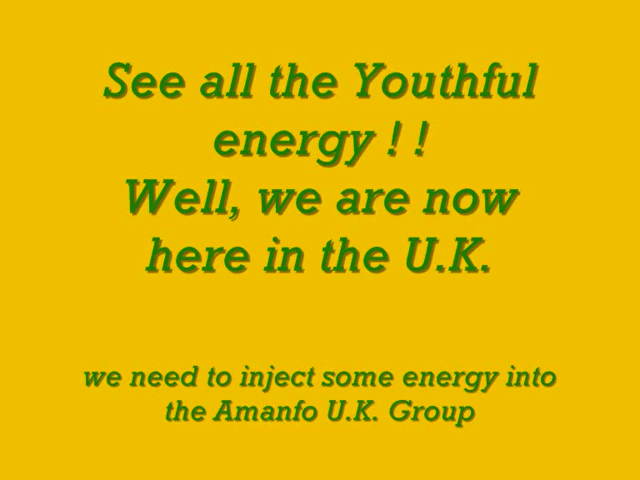 See all the Youthful
energy ! !
Well, we are now
here in the U.K.
we need to inject some energy into
the Amanfo U.K. Group